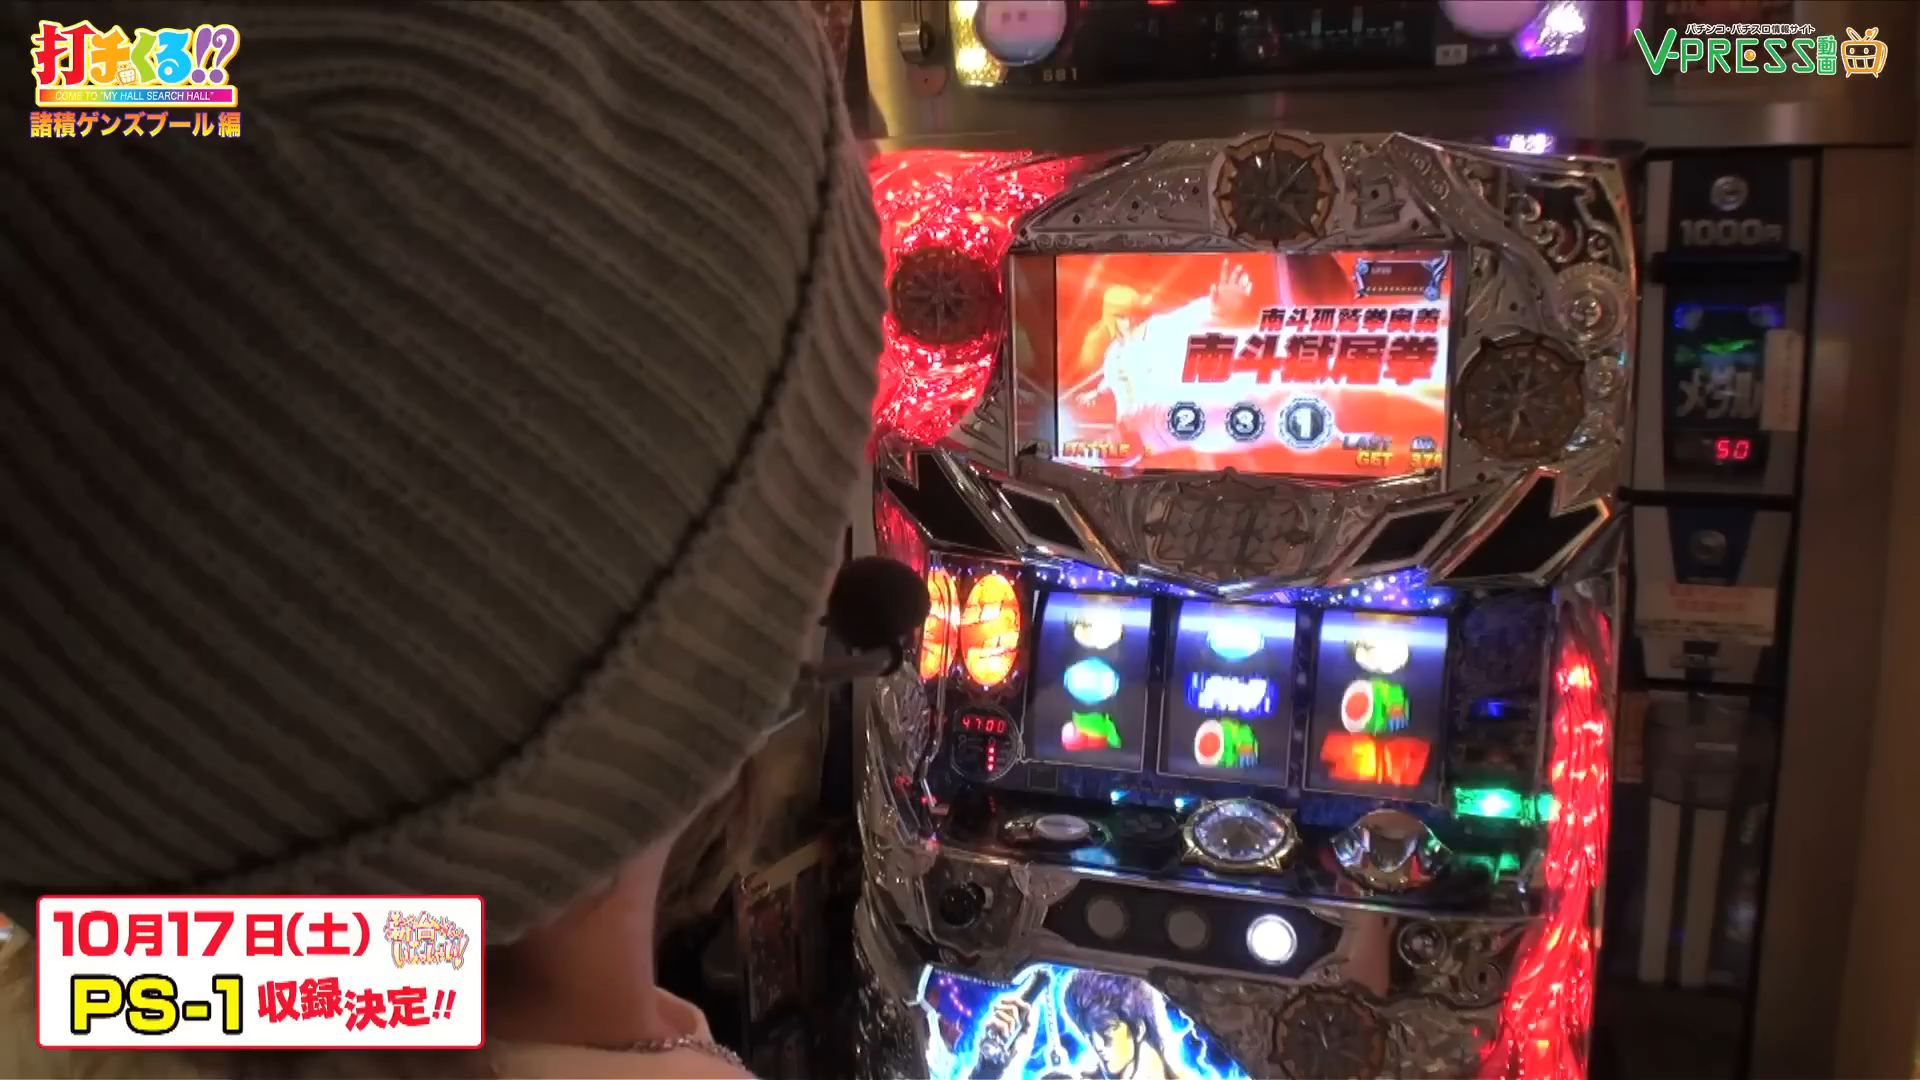 打チくる!?
COME TO "MY HALL SEARCH HALL"
諸積ゲンズブール編
パチンコ・パチスロ情報サイト
V-PRESS動画
681
1000円
南斗孤鷲拳奥義
南斗獄屠拳
2 3 1
BATTLE
LAST
GET
メダル
50
4700
10月17日(土)
PS-1 収録決定!!